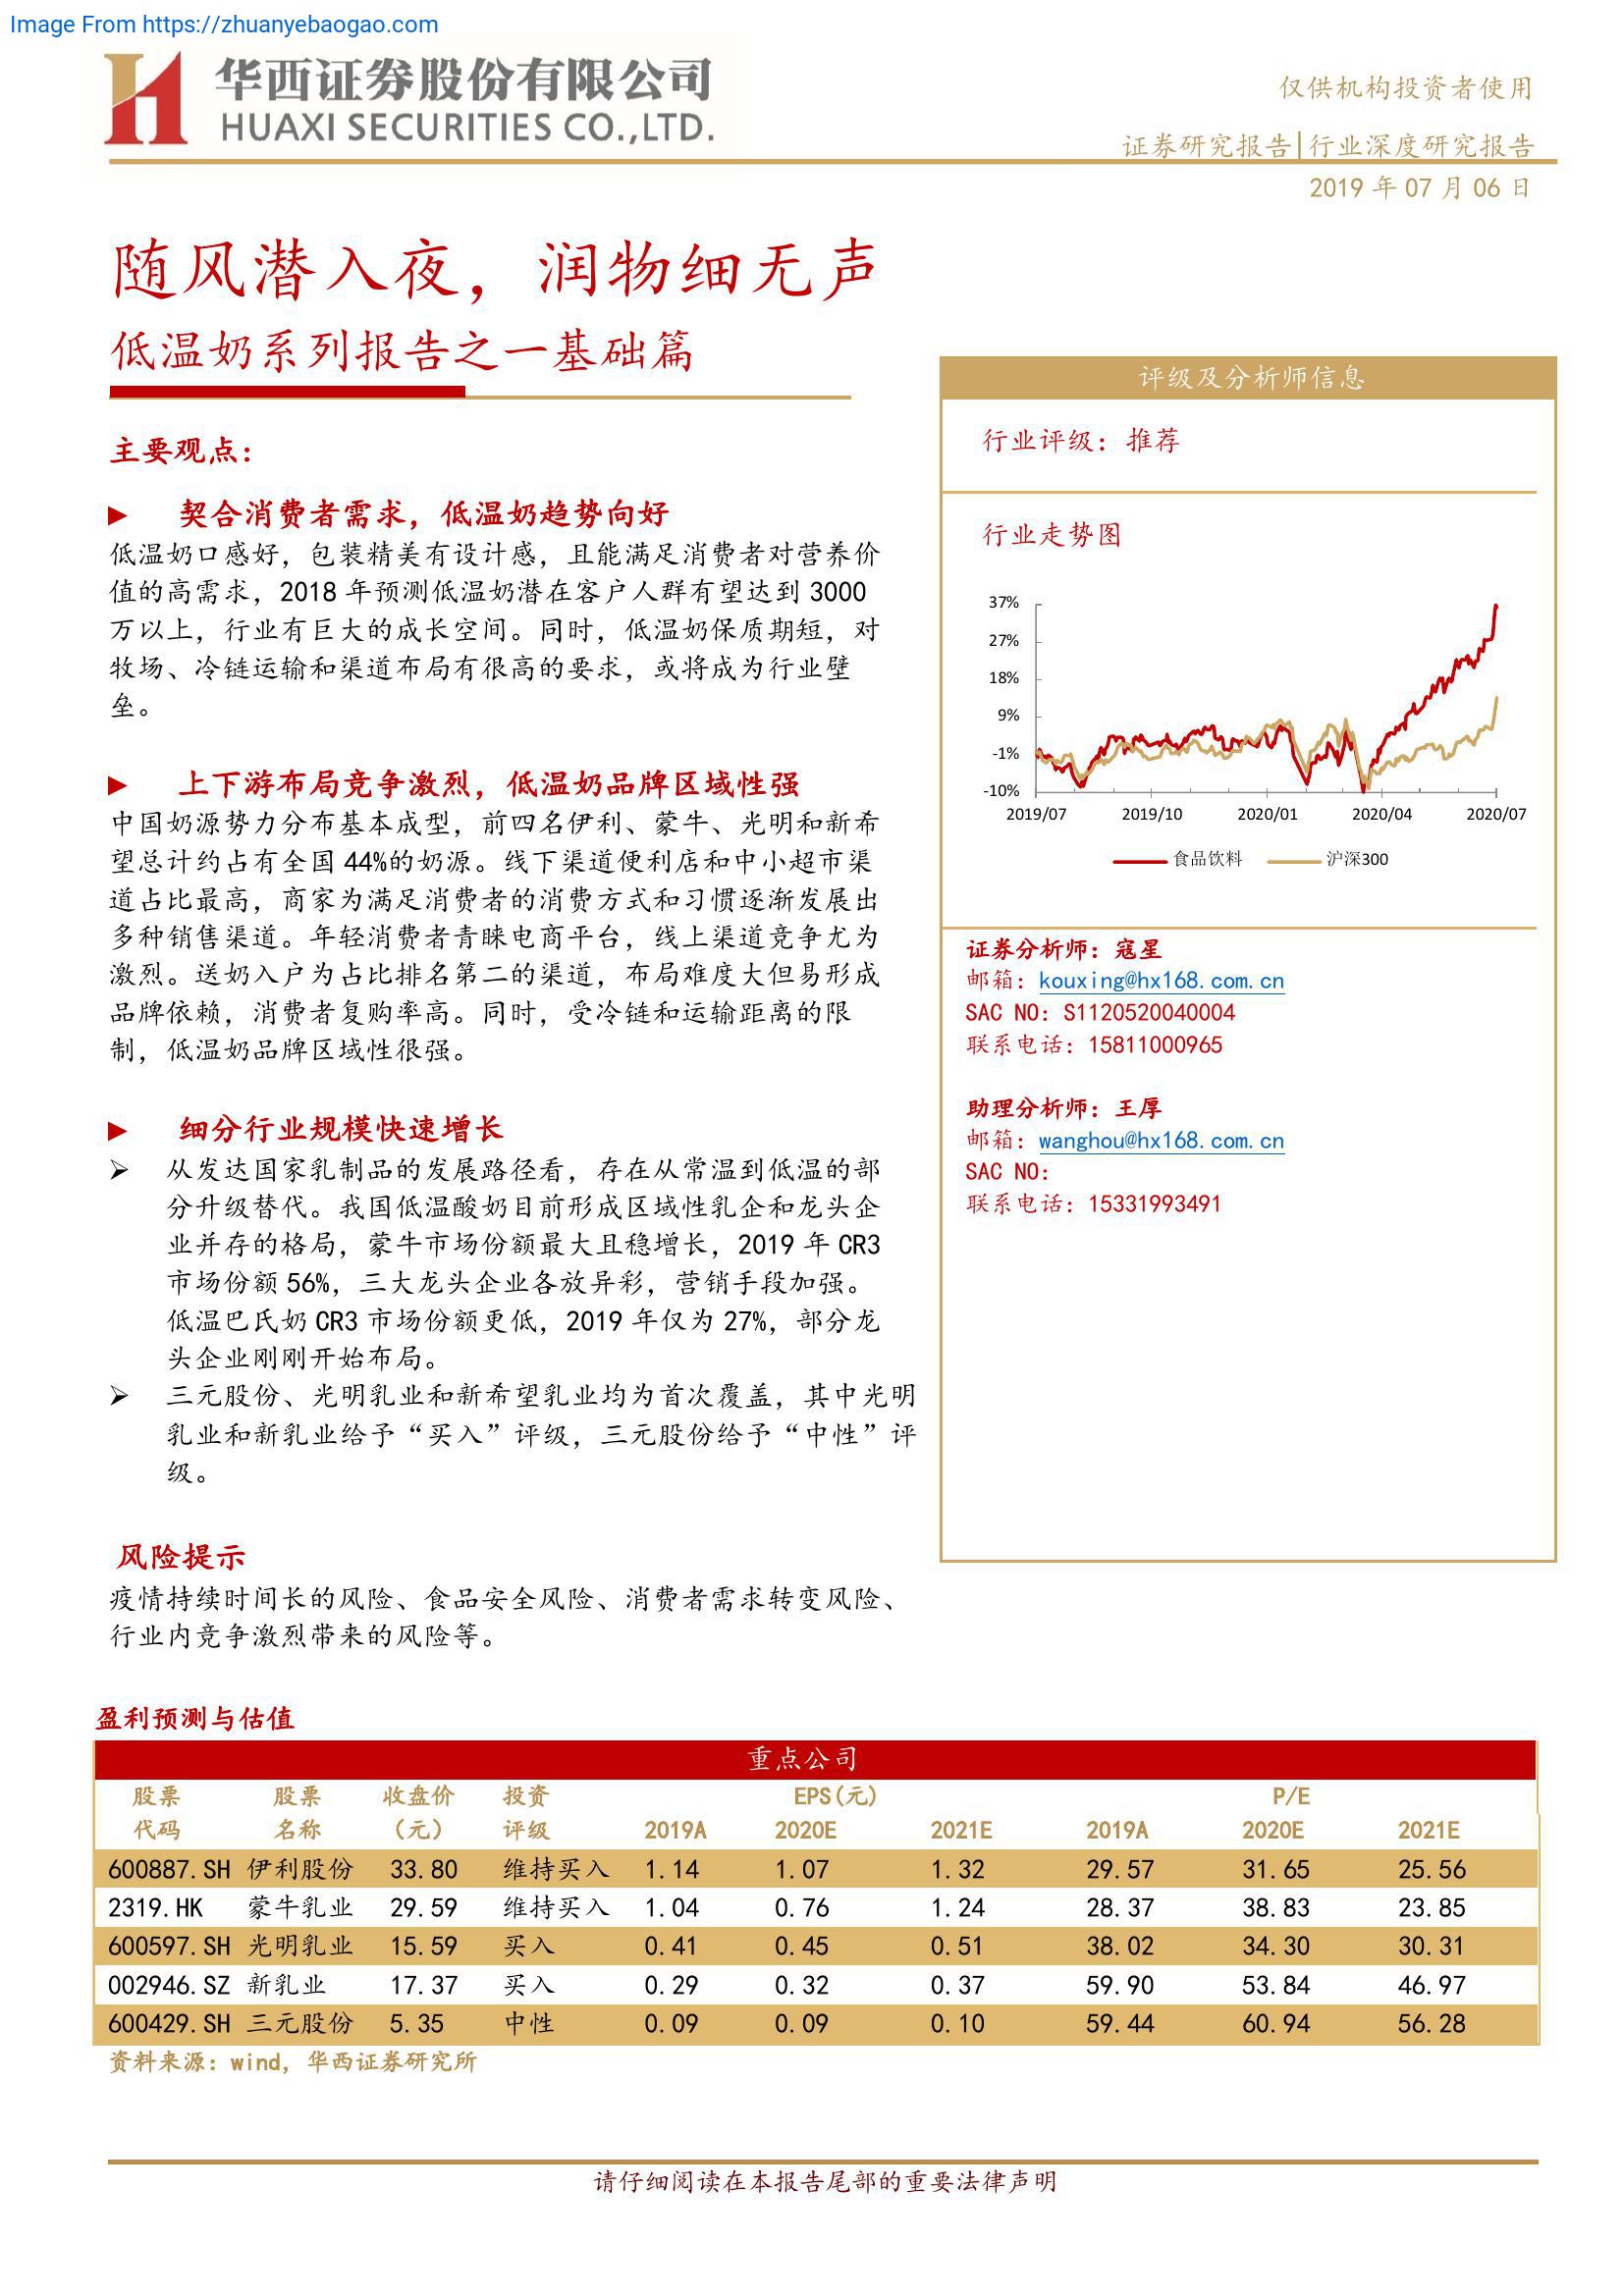 Image From https://zhuanyebaogao.com
华西证券股份有限公司
HUAXI SECURITIES CO.,LTD.
仅供机构投资者使用
证券研究报告|行业深度研究报告
2019 年 07 月 06 日
随风潜入夜，润物细无声
低温奶系列报告之一基础篇
主要观点：
► 契合消费者需求，低温奶趋势向好
低温奶口感好，包装精美有设计感，且能满足消费者对营养价
值的高需求，2018 年预测低温奶潜在客户人群有望达到 3000
万以上，行业有巨大的成长空间。同时，低温奶保质期短，对
牧场、冷链运输和渠道布局有很高的要求，或将成为行业壁
垒。
► 上下游布局竞争激烈，低温奶品牌区域性强
中国奶源势力分布基本成型，前四名伊利、蒙牛、光明和新希
望总计约占有全国 44%的奶源。线下渠道便利店和中小超市渠
道占比最高，商家为满足消费者的消费方式和习惯逐渐发展出
多种销售渠道。年轻消费者青睐电商平台，线上渠道竞争尤为
激烈。送奶入户为占比排名第二的渠道，布局难度大但易形成
品牌依赖，消费者复购率高。同时，受冷链和运输距离的限
制，低温奶品牌区域性很强。
► 细分行业规模快速增长
➢ 从发达国家乳制品的发展路径看，存在从常温到低温的部
分升级替代。我国低温酸奶目前形成区域性乳企和龙头企
业并存的格局，蒙牛市场份额最大且稳增长，2019 年 CR3
市场份额 56%，三大龙头企业各放异彩，营销手段加强。
低温巴氏奶 CR3 市场份额更低，2019 年仅为 27%，部分龙
头企业刚刚开始布局。
➢ 三元股份、光明乳业和新希望乳业均为首次覆盖，其中光明
乳业和新乳业给予“买入”评级，三元股份给予“中性”评
级。
风险提示
疫情持续时间长的风险、食品安全风险、消费者需求转变风险、
行业内竞争激烈带来的风险等。
评级及分析师信息
行业评级：推荐
行业走势图
37%
27%
18%
9%
-1%
-10%
2019/07 2019/10 2020/01 2020/04 2020/07
食品饮料 沪深300
证券分析师：寇星
邮箱：kouxing@hx168.com.cn
SAC NO：S1120520040004
联系电话：15811000965
助理分析师：王厚
邮箱：wanghou@hx168.com.cn
SAC NO：
联系电话：15331993491
盈利预测与估值
重点公司
股票 股票 收盘价 投资 EPS(元) P/E
代码 名称 （元） 评级 2019A 2020E 2021E 2019A 2020E 2021E
600887.SH 伊利股份 33.80 维持买入 1.14 1.07 1.32 29.57 31.65 25.56
2319.HK 蒙牛乳业 29.59 维持买入 1.04 0.76 1.24 28.37 38.83 23.85
600597.SH 光明乳业 15.59 买入 0.41 0.45 0.51 38.02 34.30 30.31
002946.SZ 新乳业 17.37 买入 0.29 0.32 0.37 59.90 53.84 46.97
600429.SH 三元股份 5.35 中性 0.09 0.09 0.10 59.44 60.94 56.28
资料来源：wind，华西证券研究所
请仔细阅读在本报告尾部的重要法律声明